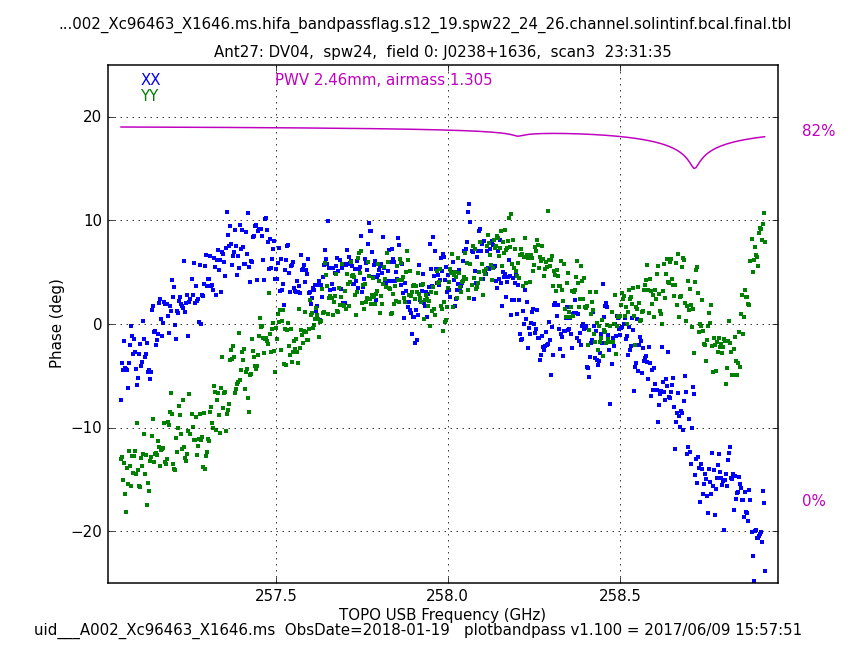 ...002_Xc96463_X1646.ms.hifa_bandpassflag.s12_19.spw22_24_26.channel.solintinf.bcal.final.tbl
Ant27: DV04,  spw24,  field 0: J0238+1636,  scan3  23:31:35
XX
PWV 2.46mm, airmass 1.305
YY
82%
0%
20
10
0
−10
−20
Phase (deg)
257.5
258.0
258.5
TOPO USB Frequency (GHz)
uid___A002_Xc96463_X1646.ms  ObsDate=2018-01-19   plotbandpass v1.100 = 2017/06/09 15:57:51